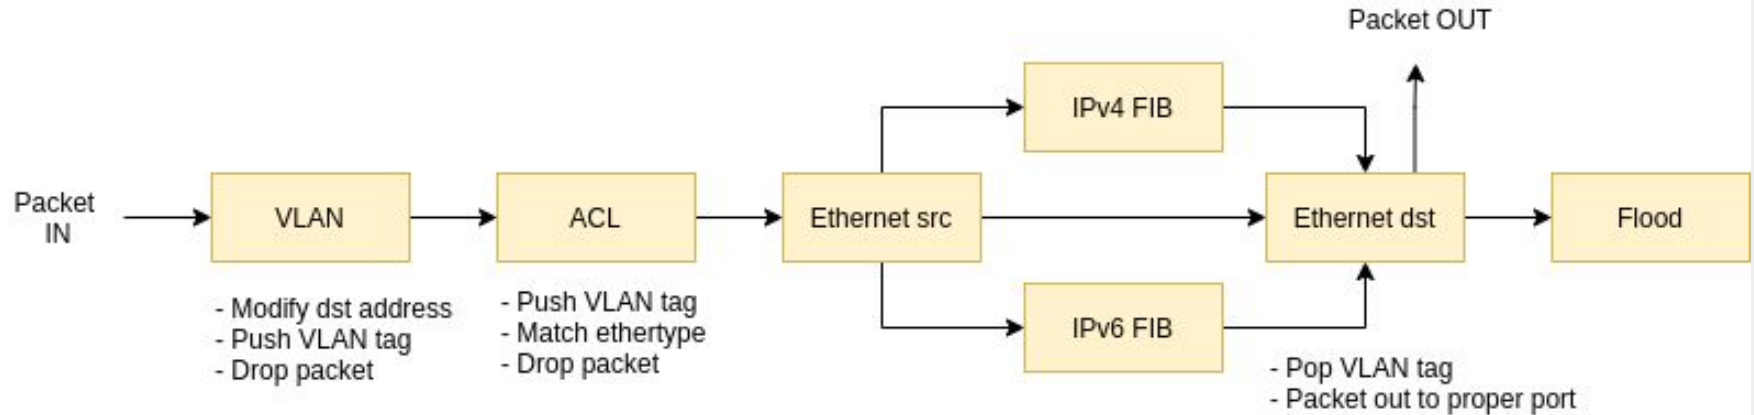 Packet OUT
IPv4 FIB
Packet
IN
VLAN
ACL
Ethernet src
Ethernet dst
Flood
- Modify dst address
- Push VLAN tag
- Drop packet
- Push VLAN tag
- Match ethertype
- Drop packet
IPv6 FIB
- Pop VLAN tag
- Packet out to proper port